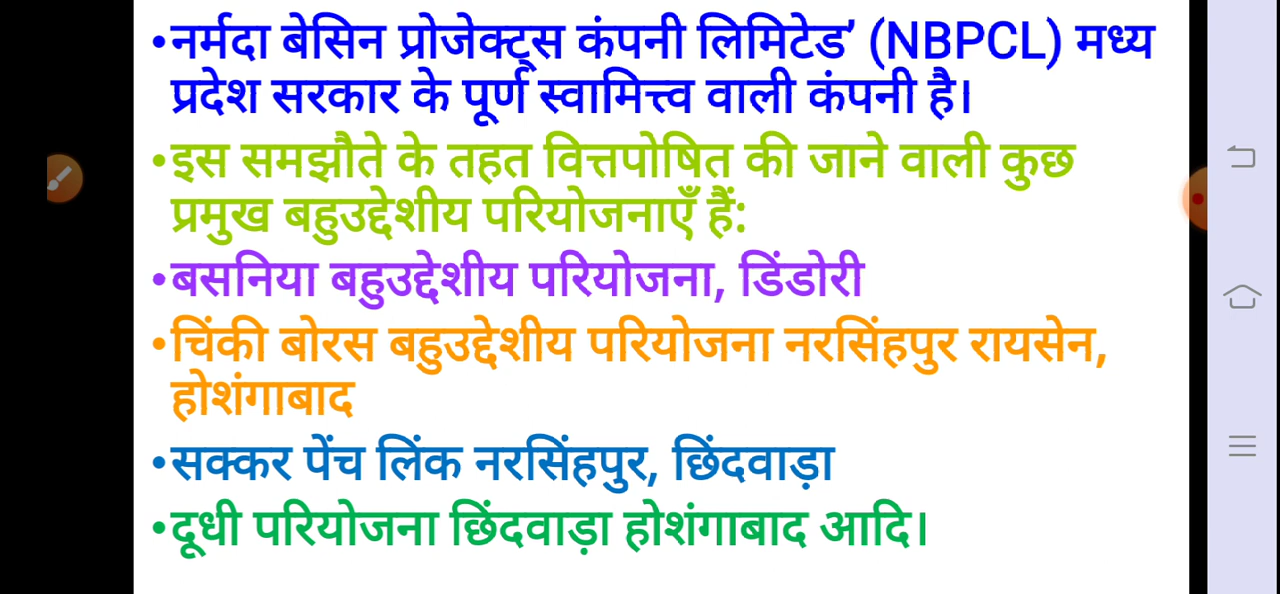 •नर्मदा बेसिन प्रोजेक्ट्स कंपनी लिमिटेड’ (NBPCL) मध्य
प्रदेश सरकार के पूर्ण स्वामित्त्व वाली कंपनी है।
•इस समझौते के तहत वित्तपोषित की जाने वाली कुछ
प्रमुख बहुउद्देशीय परियोजनाएँ हैं:
•बसनिया बहुउद्देशीय परियोजना, डिंडोरी
•चिंकी बोरस बहुउद्देशीय परियोजना नरसिंहपुर रायसेन,
होशंगाबाद
•सक्कर पेंच लिंक नरसिंहपुर, छिंदवाड़ा
•दूधी परियोजना छिंदवाड़ा होशंगाबाद आदि।